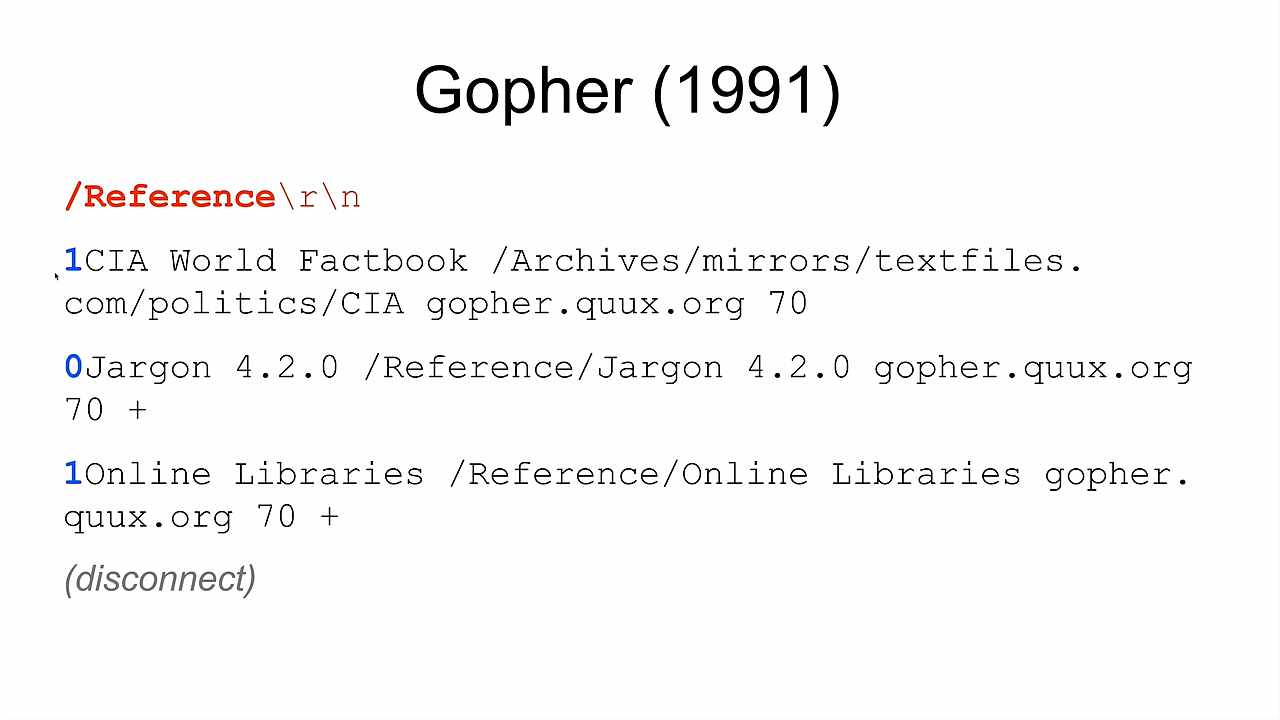 Gopher (1991)
/Reference\r\n
1CIA World Factbook /Archives/mirrors/textfiles.
com/politics/CIA gopher.quux.org 70
0Jargon 4.2.0 /Reference/Jargon 4.2.0 gopher.quux.org
70 +
1Online Libraries /Reference/Online Libraries gopher.
quux.org 70 +
(disconnect)